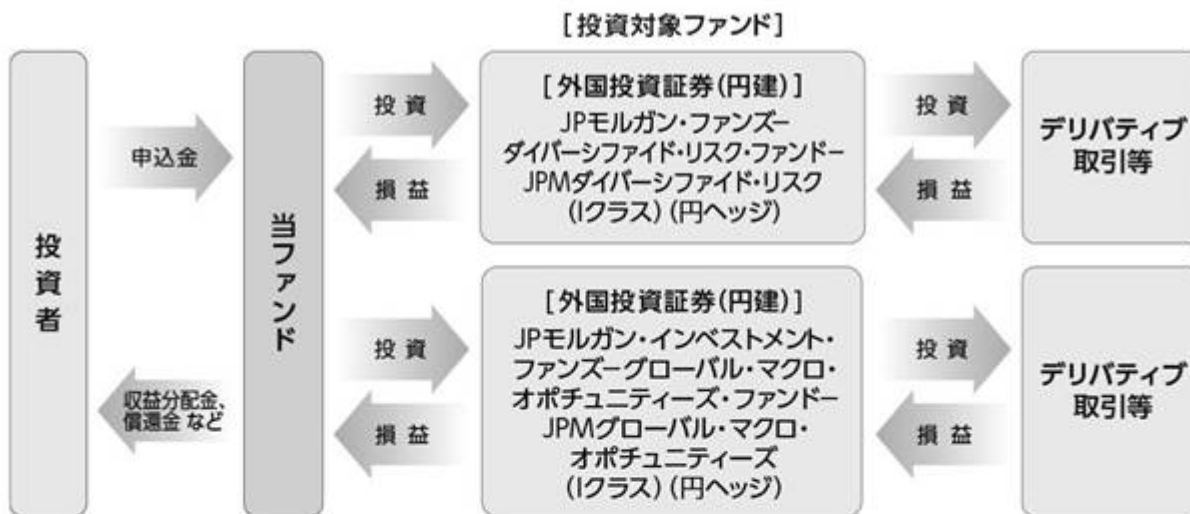 [投資対象ファンド]
投資者
申込金
収益分配金、
償還金 など
当ファンド
投 資
損 益
[外国投資証券(円建)]
JPモルガン・ファンズー
ダイバーシファイド・リスク・ファンドー
JPMダイバーシファイド・リスク
(Iクラス)(円ヘッジ)
投 資
損 益
デリバティブ
取引等
投 資
損 益
[外国投資証券(円建)]
JPモルガン・インベストメント・
ファンズーグローバル・マクロ・
オポチュニティーズ・ファンドー
JPMグローバル・マクロ・
オポチュニティーズ
(Iクラス)(円ヘッジ)
投 資
損 益
デリバティブ
取引等